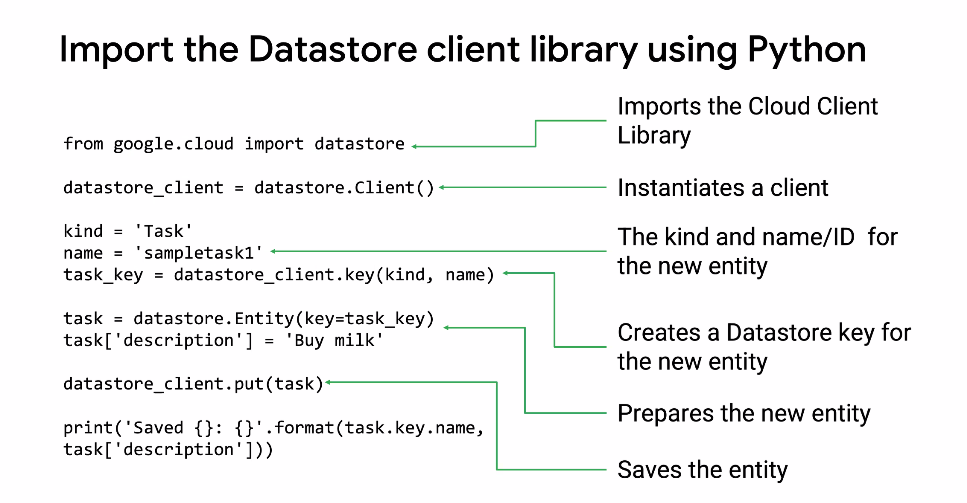 Import the Datastore client library using Python
from google.cloud import datastore
datastore_client = datastore.Client()
kind = 'Task'
name = 'sampletask1'
task_key = datastore_client.key(kind, name)
task = datastore.Entity(key=task_key)
task['description'] = 'Buy milk'
datastore_client.put(task)
print('Saved {}: {}'.format(task.key.name,
task['description']))
Imports the Cloud Client
Library
Instantiates a client
The kind and name/ID for
the new entity
Creates a Datastore key for
the new entity
Prepares the new entity
Saves the entity